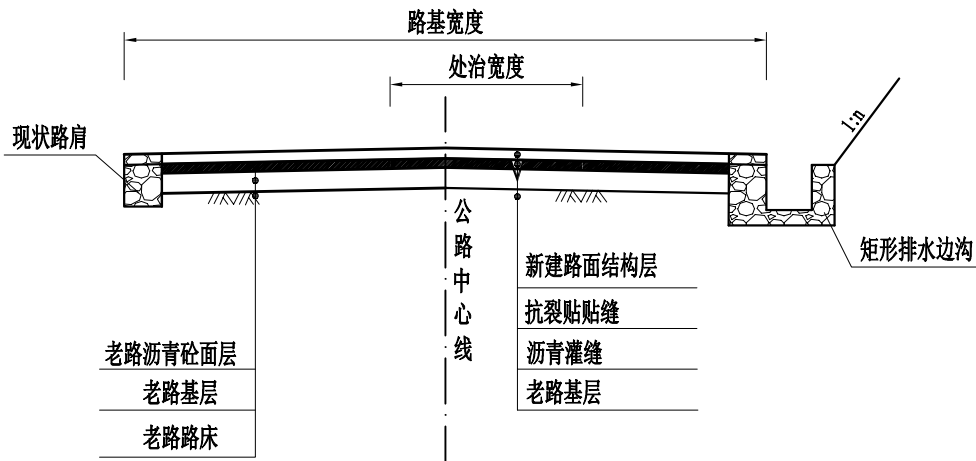 路基宽度
处治宽度
现状路肩
1:n
公路中心线
矩形排水边沟
新建路面结构层
抗裂贴贴缝
沥青灌缝
老路基层
老路沥青砼面层
老路基层
老路路床